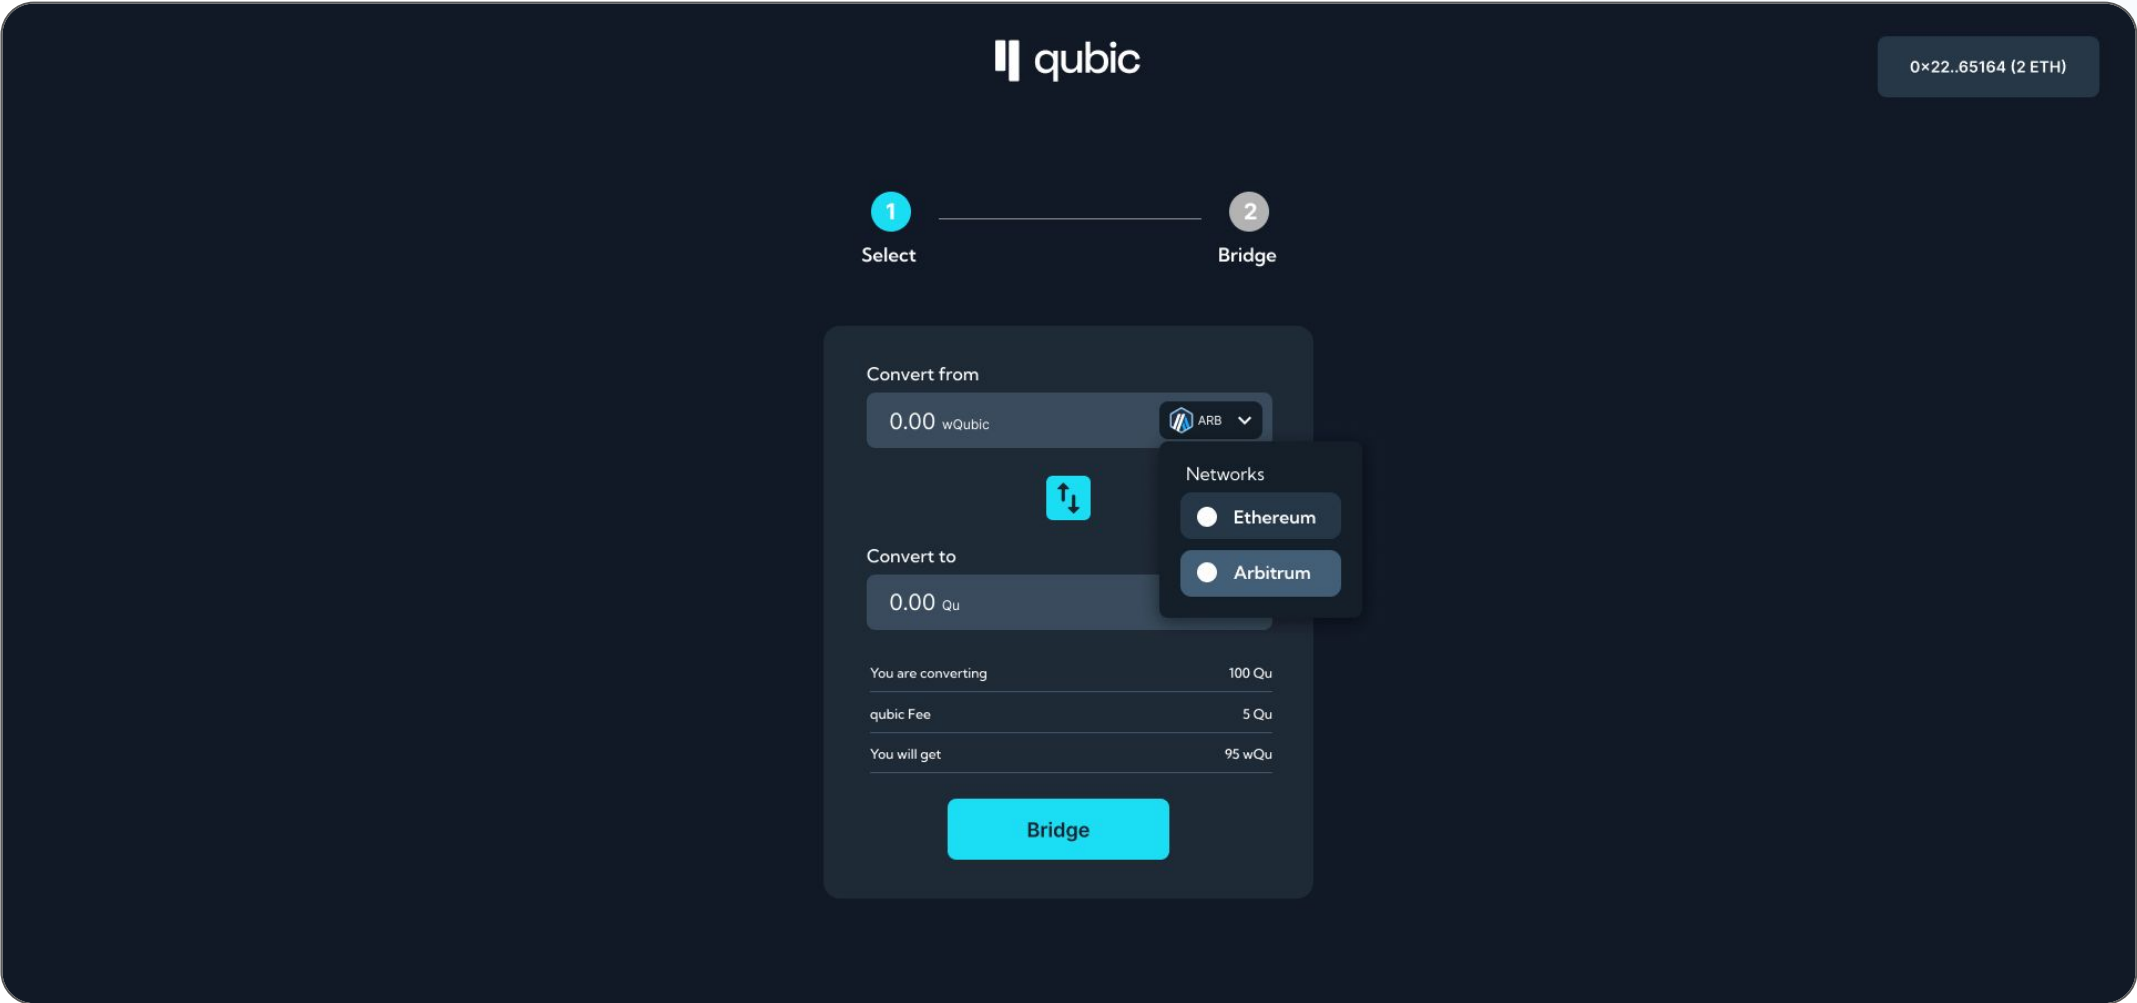 qubic
0×22..65164 (2 ETH)
1
2
Select
Bridge
Convert from
0.00 wQubic
ARB
Networks
Ethereum
Arbitrum
Convert to
0.00 Qu
You are converting 100 Qu
qubic Fee 5 Qu
You will get 95 wQu
Bridge